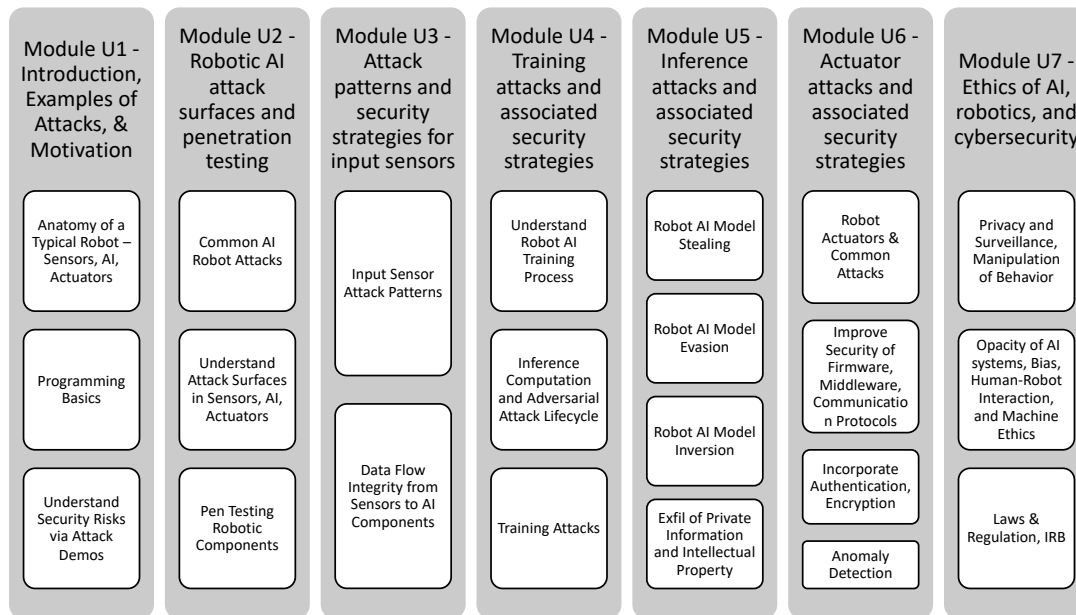 Module U1 -
Introduction,
Examples of
Attacks, &
Motivation
Anatomy of a
Typical Robot –
Sensors, AI,
Actuators
Programming
Basics
Understand
Security Risks
via Attack
Demos
Module U2 -
Robotic AI
attack
surfaces and
penetration
testing
Common AI
Robot Attacks
Understand
Attack Surfaces
in Sensors, AI,
Actuators
Pen Testing
Robotic
Components
Module U3 -
Attack
patterns and
security
strategies for
input sensors
Input Sensor
Attack Patterns
Data Flow
Integrity from
Sensors to AI
Components
Module U4 -
Training
attacks and
associated
security
strategies
Understand
Robot AI
Training
Process
Inference
Computation
and Adversarial
Attack Lifecycle
Training Attacks
Module U5 -
Inference
attacks and
associated
security
strategies
Robot AI Model
Stealing
Robot AI Model
Evasion
Robot AI Model
Inversion
Exfil of Private
Information
and Intellectual
Property
Module U6 -
Actuator
attacks and
associated
security
strategies
Robot
Actuators &
Common
Attacks
Improve
Security of
Firmware,
Middleware,
Communicatio
n Protocols
Incorporate
Authentication,
Encryption
Anomaly
Detection
Module U7 -
Ethics of AI,
robotics, and
cybersecurity
Privacy and
Surveillance,
Manipulation
of Behavior
Opacity of AI
systems, Bias,
Human-Robot
Interaction,
and Machine
Ethics
Laws &
Regulation, IRB